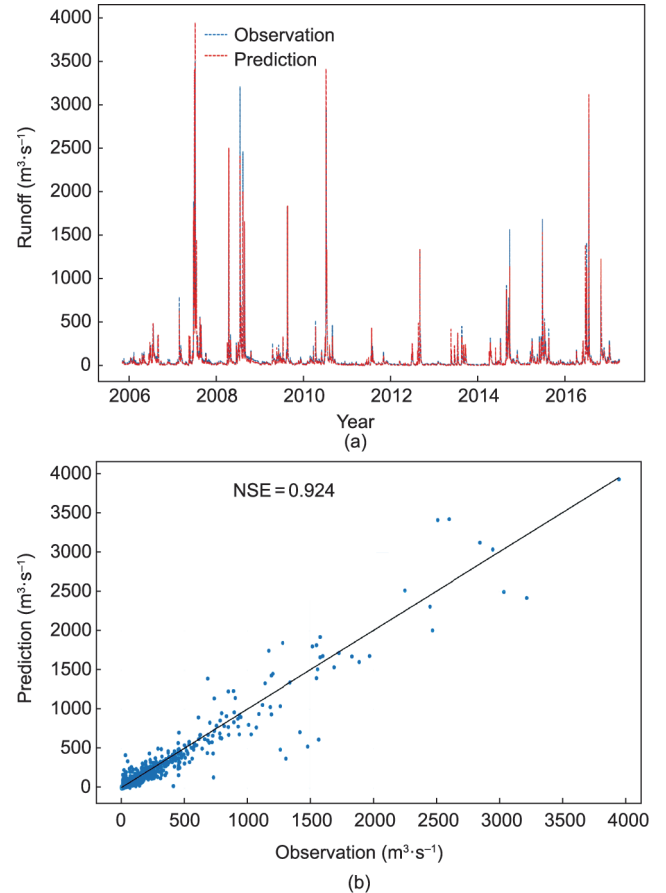 4000
3500
3000
2500
2000
1500
1000
500
0
Runoff (m³·s⁻¹)
Observation
Prediction
2006 2008 2010 2012 2014 2016
Year
(a)
4000
3500
3000
2500
2000
1500
1000
500
0
Prediction (m³·s⁻¹)
NSE = 0.924
0 500 1000 1500 2000 2500 3000 3500 4000
Observation (m³·s⁻¹)
(b)